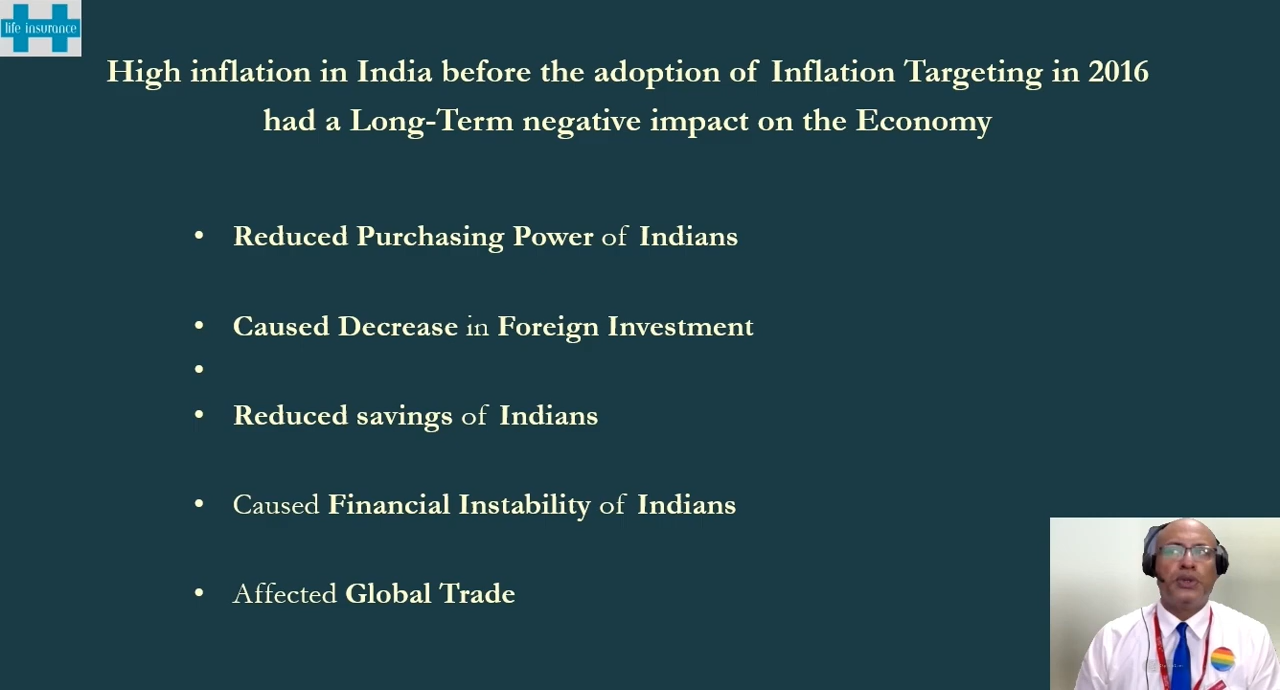 life insurance
High inflation in India before the adoption of Inflation Targeting in 2016
had a Long-Term negative impact on the Economy
• Reduced Purchasing Power of Indians
• Caused Decrease in Foreign Investment
•
• Reduced savings of Indians
• Caused Financial Instability of Indians
• Affected Global Trade